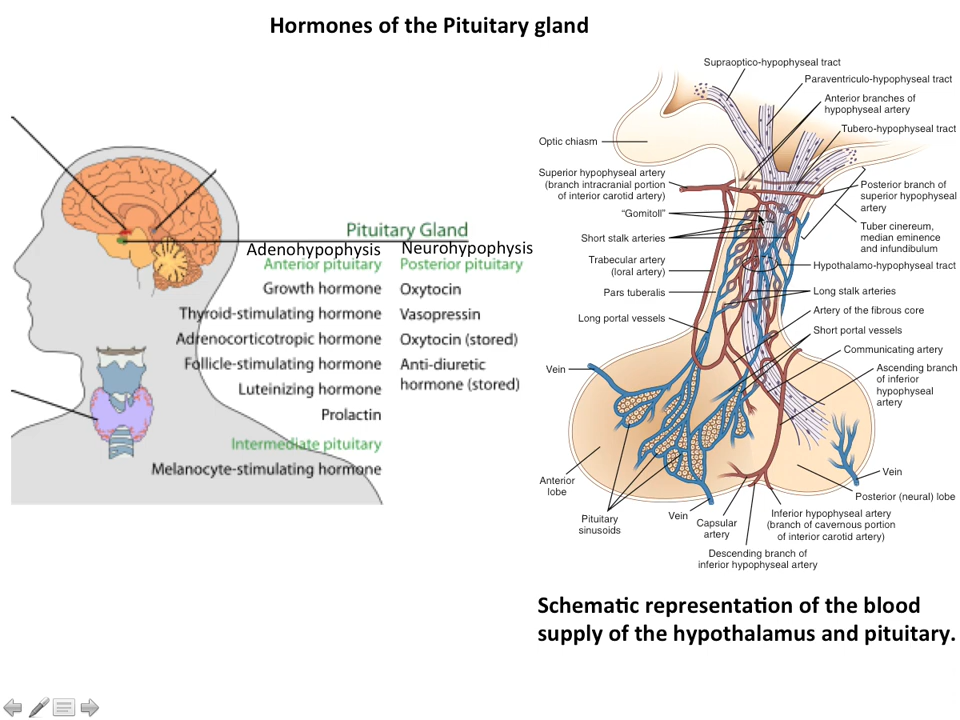 Hormones of the Pituitary gland
Pituitary Gland
Adenohypophysis
Neurohypophysis
Anterior pituitary
Posterior pituitary
Growth hormone
Oxytocin
Thyroid-stimulating hormone
Vasopressin
Adrenocorticotropic hormone
Oxytocin (stored)
Follicle-stimulating hormone
Anti-diuretic
hormone (stored)
Luteinizing hormone
Prolactin
Intermediate pituitary
Melanocyte-stimulating hormone
Supraoptico-hypophyseal tract
Paraventriculo-hypophyseal tract
Anterior branches of
hypophyseal artery
Tubero-hypophyseal tract
Optic chiasm
Superior hypophyseal artery
(branch intracranial portion
of interior carotid artery)
“Gomitoli”
Short stalk arteries
Trabecular artery
(loral artery)
Pars tuberalis
Long portal vessels
Vein
Posterior branch of
superior hypophyseal
artery
Tuber cinereum,
median eminence
and infundibulum
Hypothalamo-hypophyseal tract
Long stalk arteries
Artery of the fibrous core
Short portal vessels
Communicating artery
Ascending branch
of inferior
hypophyseal
artery
Vein
Posterior (neural) lobe
Anterior
lobe
Pituitary
sinusoids
Vein
Capsular
artery
Inferior hypophyseal artery
(branch of cavernous portion
of interior carotid artery)
Descending branch of
inferior hypophyseal artery
Schematic representation of the blood
supply of the hypothalamus and pituitary.